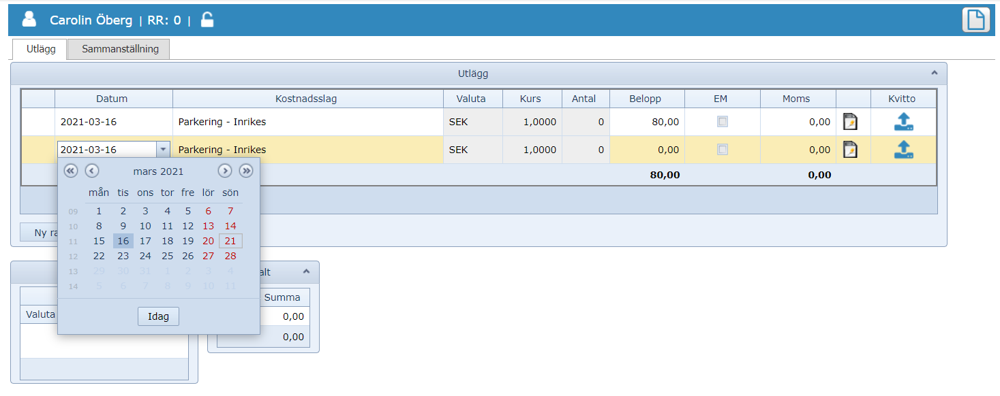 Carolin Öberg | RR: 0 |
Utlägg Sammanställning
Utlägg
Datum Kostnadsslag Valuta Kurs Antal Belopp EM Moms Kvitto
2021-03-16 Parkering - Inrikes SEK 1,0000 0 80,00 0,00
2021-03-16 Parkering - Inrikes SEK 1,0000 0 0,00 0,00
80,00 0,00
mars 2021
mån tis ons tor fre lör sön
09 1 2 3 4 5 6 7
10 8 9 10 11 12 13 14
11 15 16 17 18 19 20 21
12 22 23 24 25 26 27 28
13 29 30 31 1 2 3 4
14 5 6 7 8 9 10 11
Idag
Ny ra
alt
Summa
Valuta 0,00
0,00